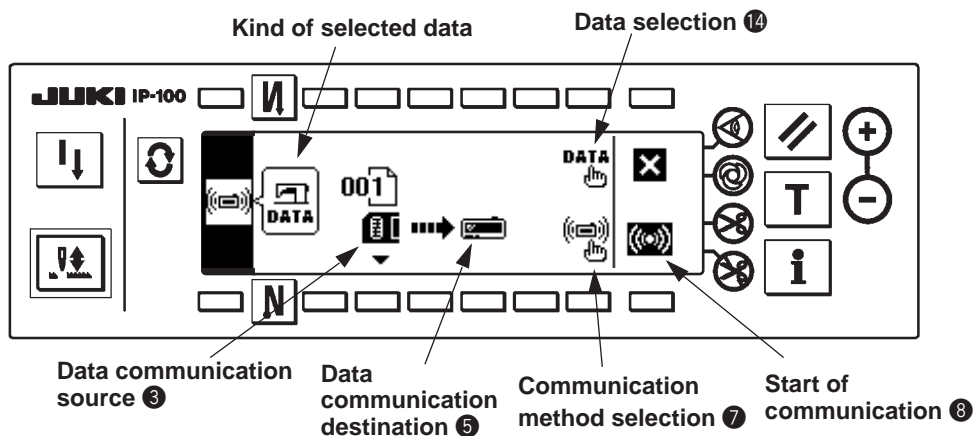 Kind of selected data
Data selection ⓮
JUKI IP-100
DATA
001
DATA
T
i
N
Data communication
source ❸
Data
communication
destination ❺
Communication
method selection ❼
Start of
communication ❽